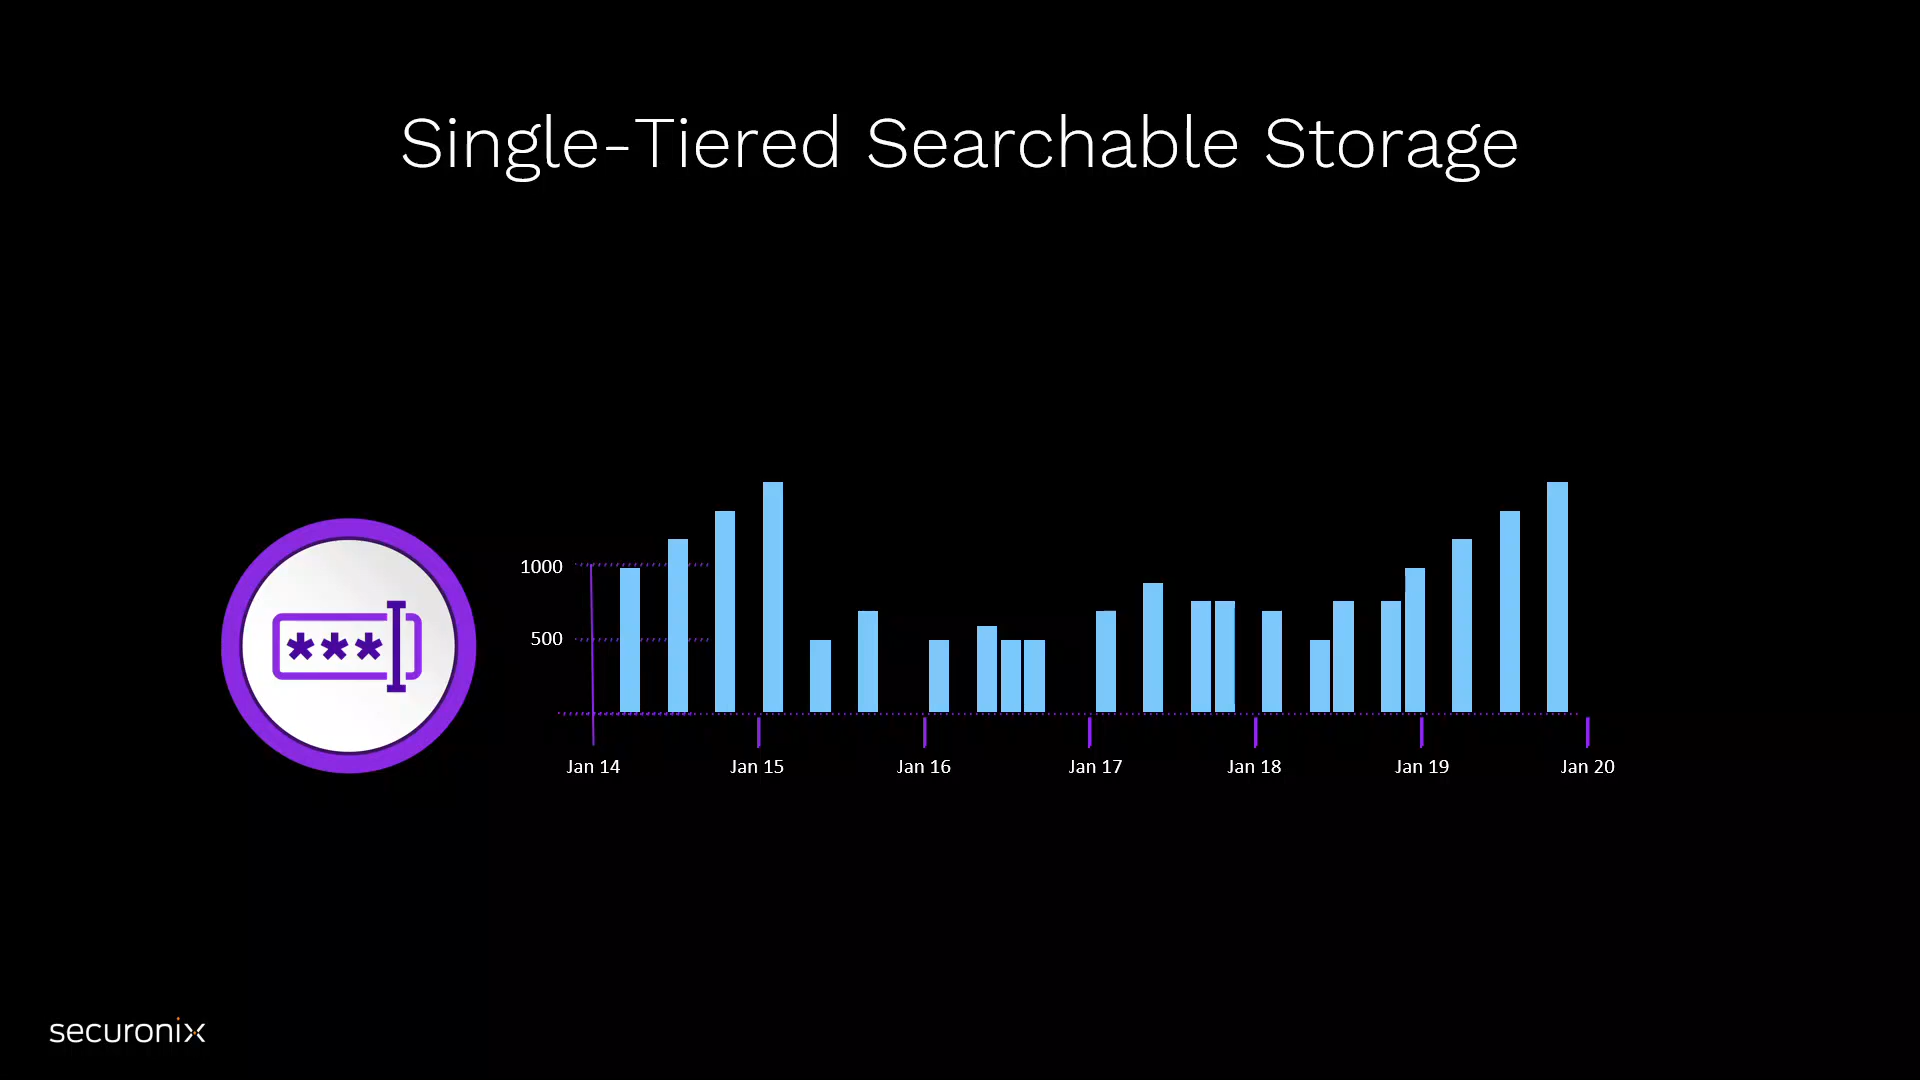 Single-Tiered Searchable Storage
1000
500
***
Jan 14 Jan 15 Jan 16 Jan 17 Jan 18 Jan 19 Jan 20
securonix